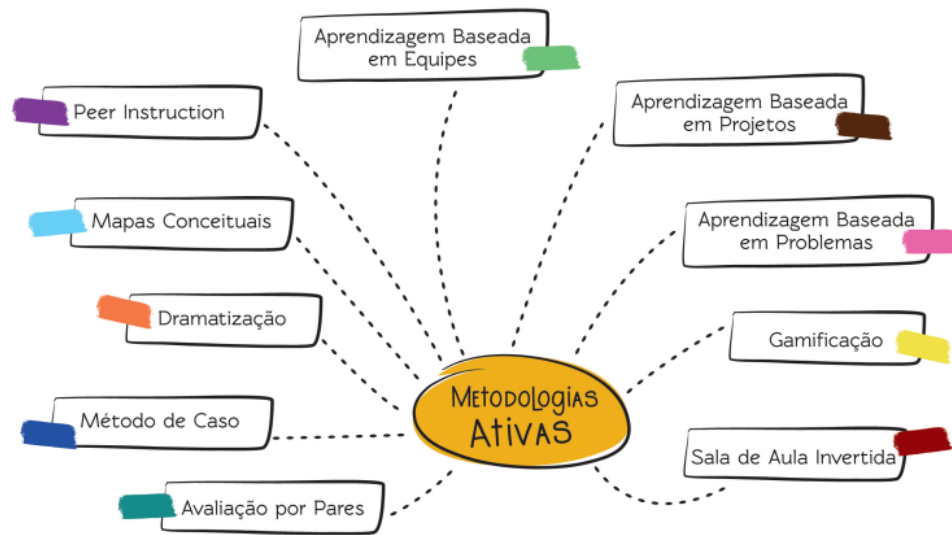 Aprendizagem Baseada
em Equipes
Peer Instruction
Aprendizagem Baseada
em Projetos
Mapas Conceituais
Aprendizagem Baseada
em Problemas
Dramatização
Gamificação
METODOLOGIAS
ATIVAS
Método de Caso
Sala de Aula Invertida
Avaliação por Pares